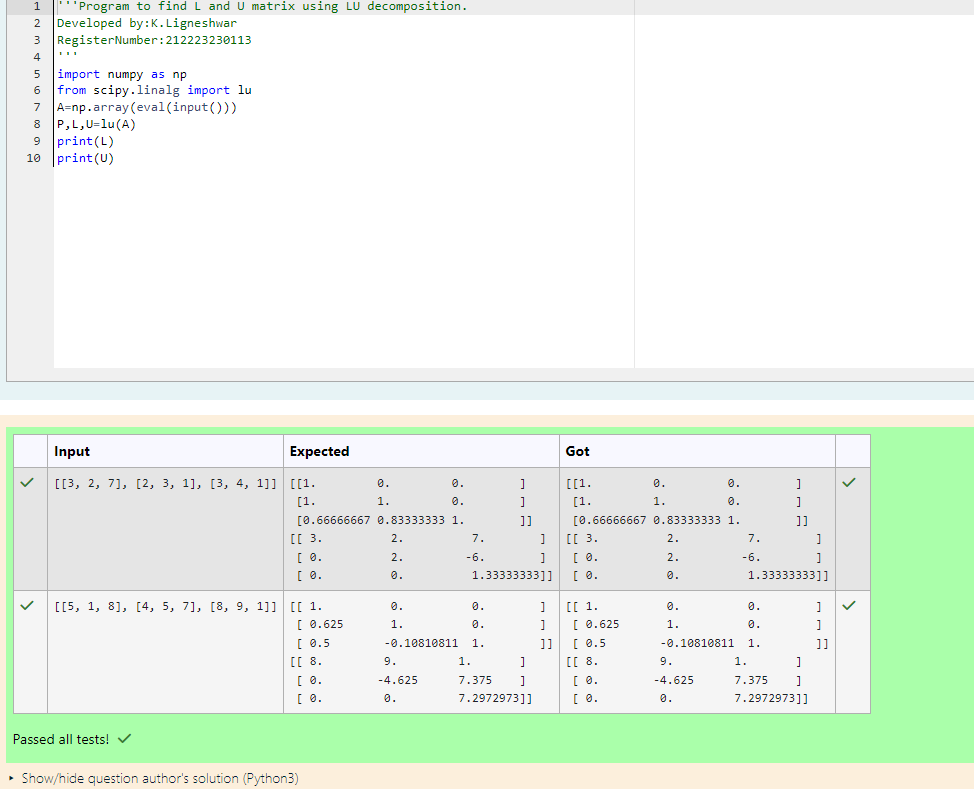 1 '''Program to find L and U matrix using LU decomposition.
2 Developed by:K.Ligneshwar
3 RegisterNumber:212223230113
4 '''
5 import numpy as np
6 from scipy.linalg import lu
7 A=np.array(eval(input()))
8 P,L,U=lu(A)
9 print(L)
10 print(U)
Input Expected Got
[[3, 2, 7], [2, 3, 1], [3, 4, 1]] [[1.         0.         0.        ] [[1.         0.         0.        ]
[1.         1.         0.        ] [1.         1.         0.        ]
[0.66666667 0.83333333 1.        ]] [0.66666667 0.83333333 1.        ]]
[[ 3.          2.          7.        ] [[ 3.          2.          7.        ]
[ 0.          2.         -6.        ] [ 0.          2.         -6.        ]
[ 0.          0.          1.33333333]] [ 0.          0.          1.33333333]]
[[5, 1, 8], [4, 5, 7], [8, 9, 1]] [[ 1.          0.          0.        ] [[ 1.          0.          0.        ]
[ 0.625       1.          0.        ] [ 0.625       1.          0.        ]
[ 0.5        -0.10810811  1.        ]] [ 0.5        -0.10810811  1.        ]]
[[ 8.         9.         1.       ] [[ 8.         9.         1.       ]
[ 0.        -4.625      7.375    ] [ 0.        -4.625      7.375    ]
[ 0.         0.         7.2972973]] [ 0.         0.         7.2972973]]
Passed all tests!
Show/hide question author's solution (Python3)